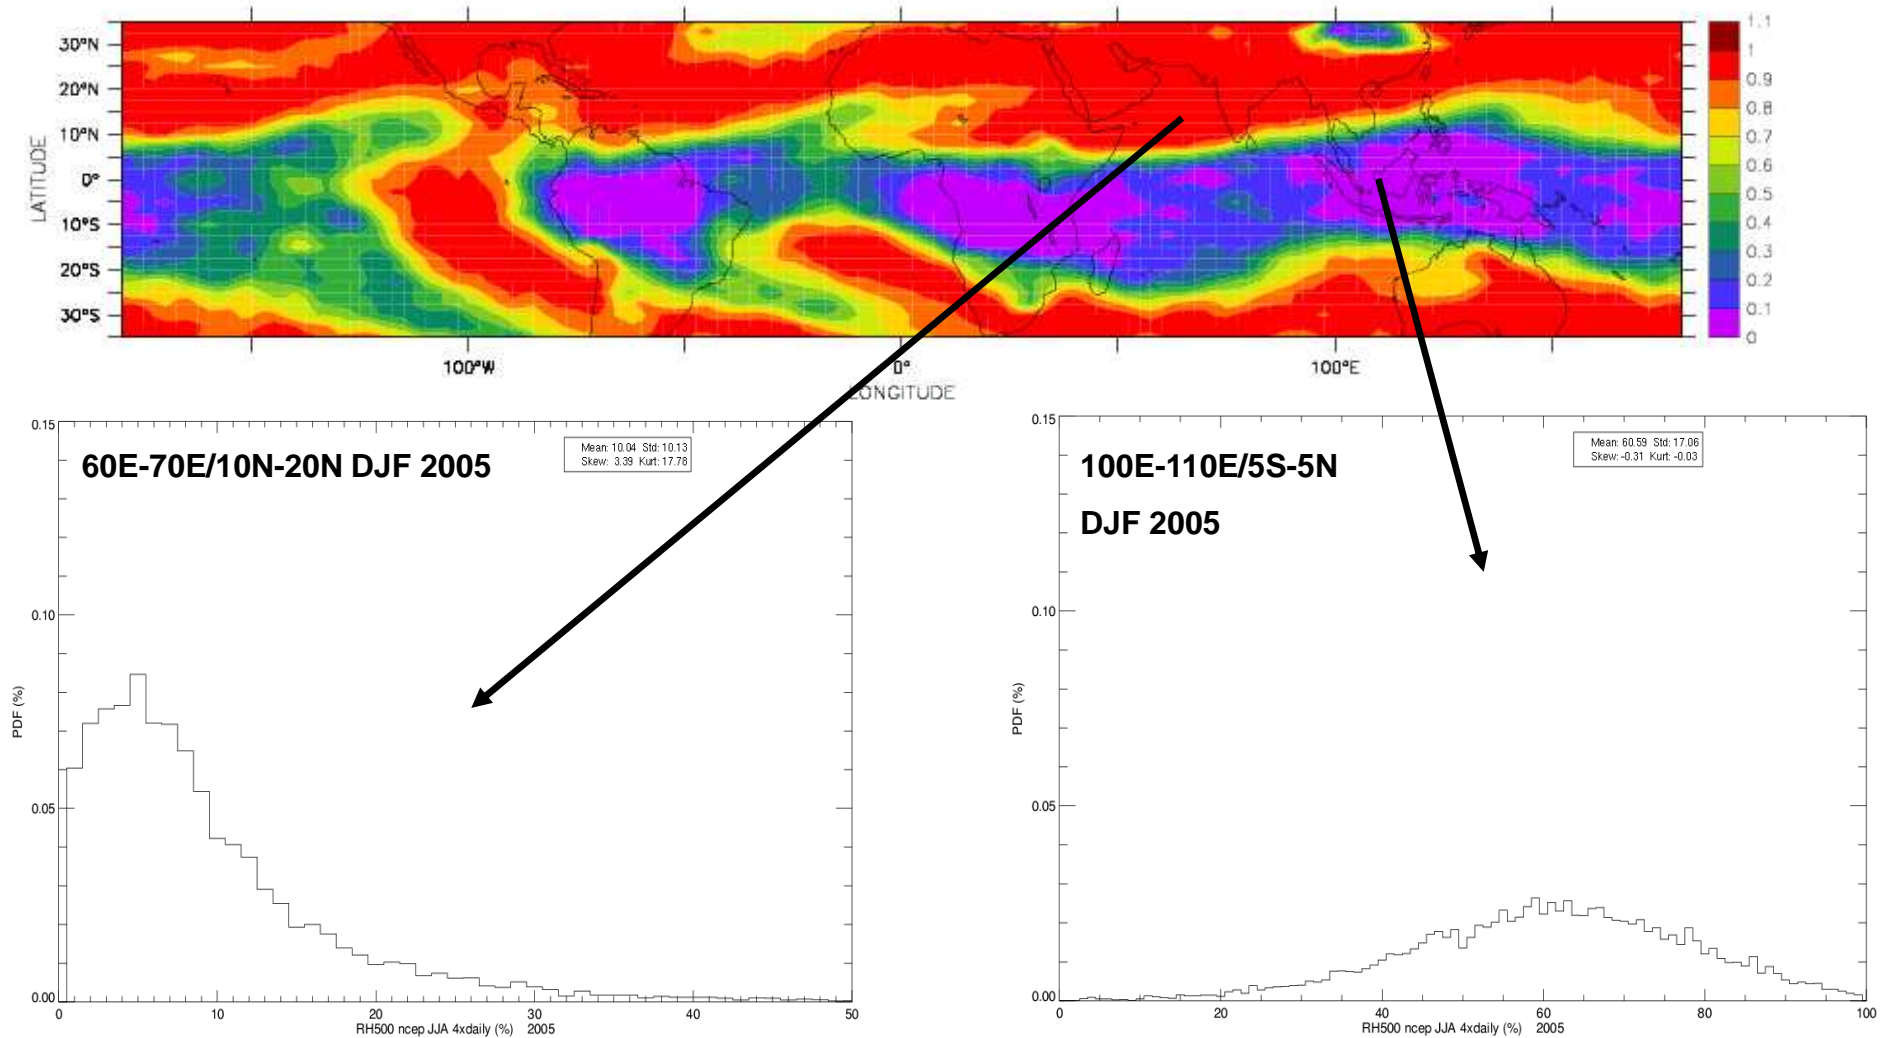 30°N
20°N
10°N
0°
10°S
20°S
30°S
LATITUDE
100°W
0°
100°E
LONGITUDE
1.1
1
0.9
0.8
0.7
0.6
0.5
0.4
0.3
0.2
0.1
0
0.15
0.10
0.05
0.00
PDF (%)
60E-70E/10N-20N DJF 2005
Mean: 10.04 Std: 10.13
Skew: 3.39 Kurt: 17.78
0 10 20 30 40 50
RH500 ncep JJA 4xdaily (%) 2005
0.15
0.10
0.05
0.00
PDF (%)
100E-110E/5S-5N
DJF 2005
Mean: 60.59 Std: 17.06
Skew: -0.31 Kurt: -0.03
0 20 40 60 80 100
RH500 ncep JJA 4xdaily (%) 2005